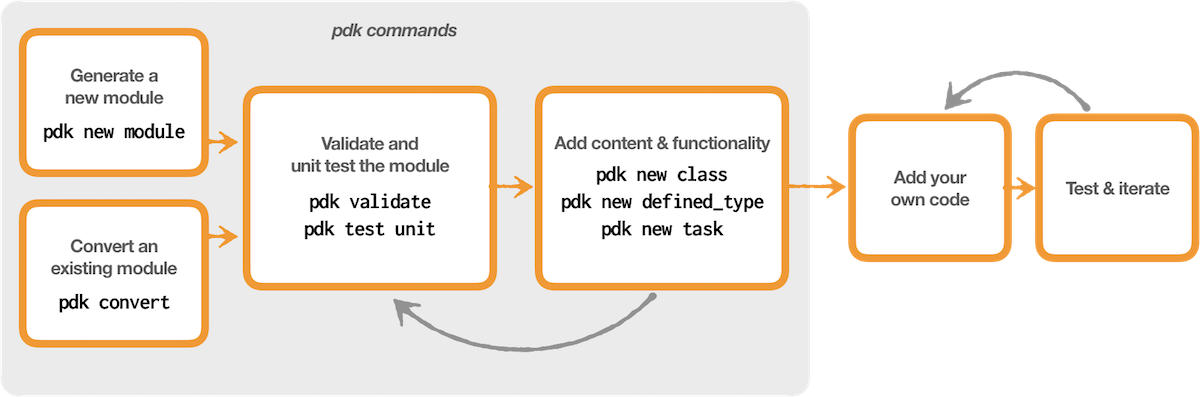 pdk commands
Generate a
new module
pdk new module
Convert an
existing module
pdk convert
Validate and
unit test the module
pdk validate
pdk test unit
Add content & functionality
pdk new class
pdk new defined_type
pdk new task
Add your
own code
Test & iterate